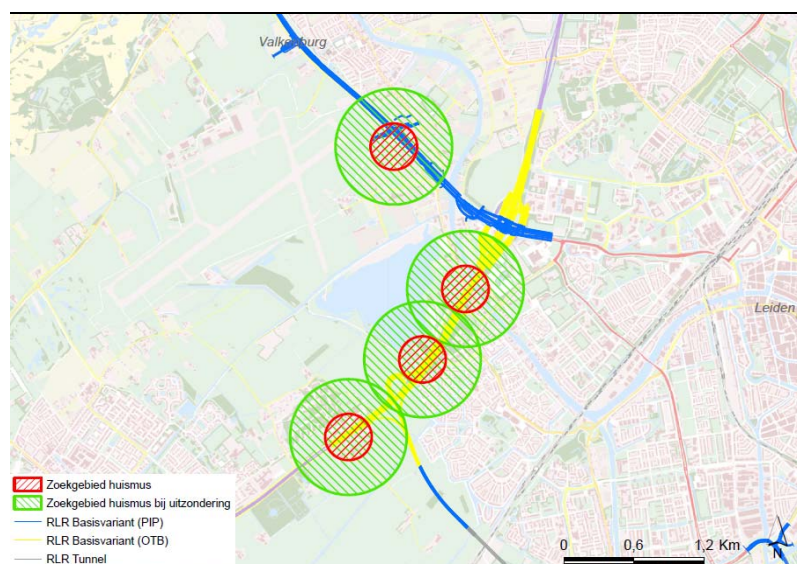 Valkenburg
Leiden
Zoekgebied huismus
Zoekgebied huismus bij uitzondering
RLR Basisvariant (PIP)
RLR Basisvariant (OTB)
RLR Tunnel
0 0,6 1,2 Km
N